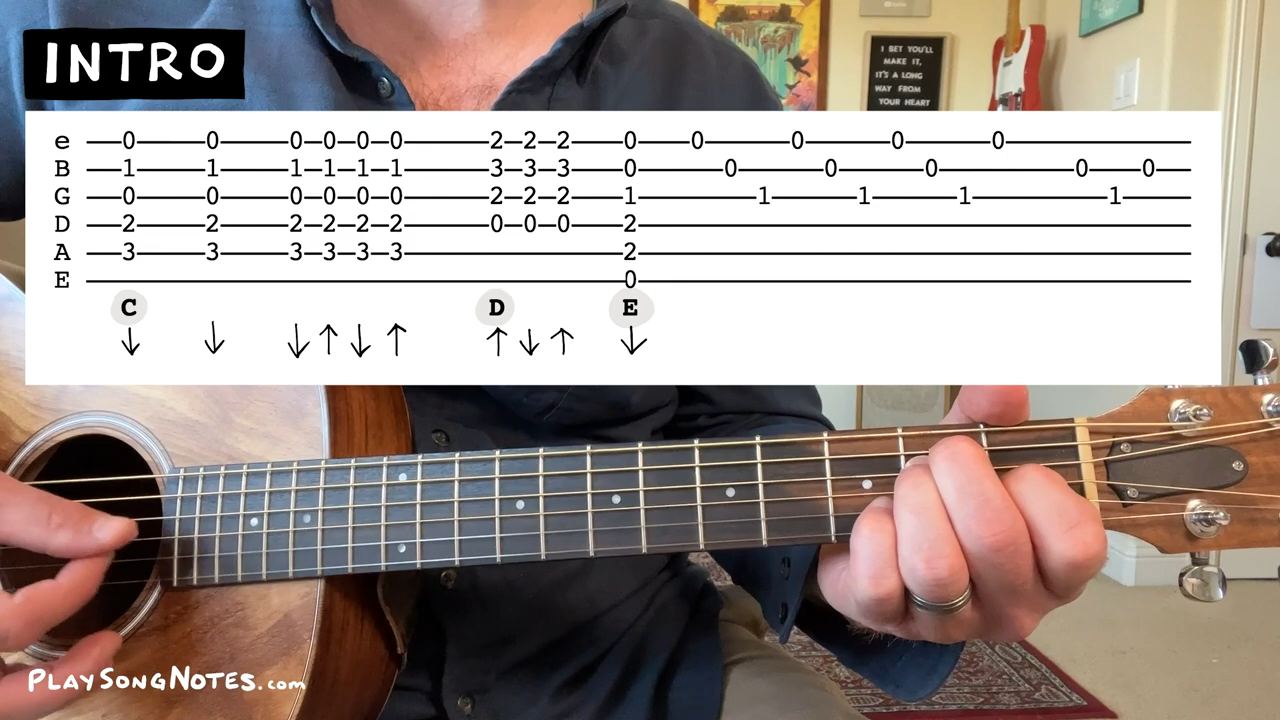 INTRO
I BET YOU'LL
MAKE IT,
IT'S A LONG
WAY FROM
YOUR HEART
e —0———0———0—0—0—0————2—2—2———0———0———0———0———0———
B —1———1———1—1—1—1————3—3—3———0————0———0———0————0—0—
G —0———0———0—0—0—0————2—2—2———1—————1———1———1————1——
D —2———2———2—2—2—2————0—0—0———2———
A —3———3———3—3—3—3————2———
E ————0———
C D E
↓ ↓ ↓ ↑ ↓ ↑ ↑ ↓ ↑ ↓
PLAYSONGNOTES.com